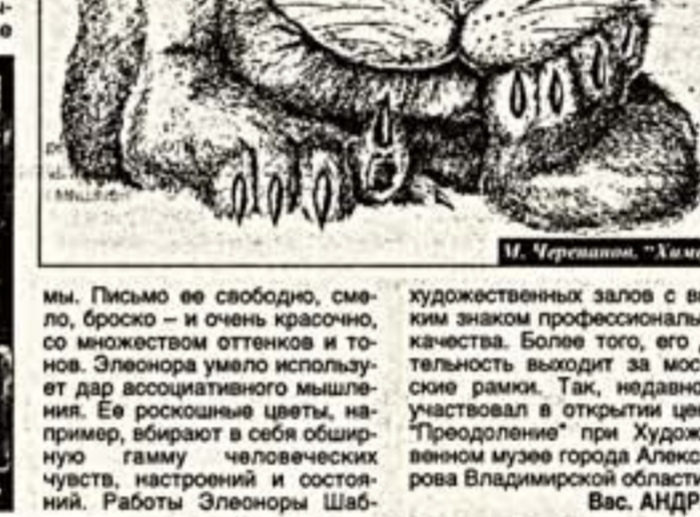 М. Черепанов. "Хим
мы. Письмо ее свободно, сме-
ло, броско – и очень красочно,
со множеством оттенков и то-
нов. Элеонора умело использу-
ет дар ассоциативного мышле-
ния. Ее роскошные цветы, на-
пример, вбирают в себя обшир-
ную гамму человеческих
чувств, настроений и состоя-
ний. Работы Элеоноры Шаб-
художественных залов с
ким знаком профессиональ
качества. Более того, его
тельность выходит за мос
ские рамки. Так, недавн
участвовал в открытии це
"Преодоление" при Худож
венном музее города Алекс
рова Владимирской области
Вас. АНДР